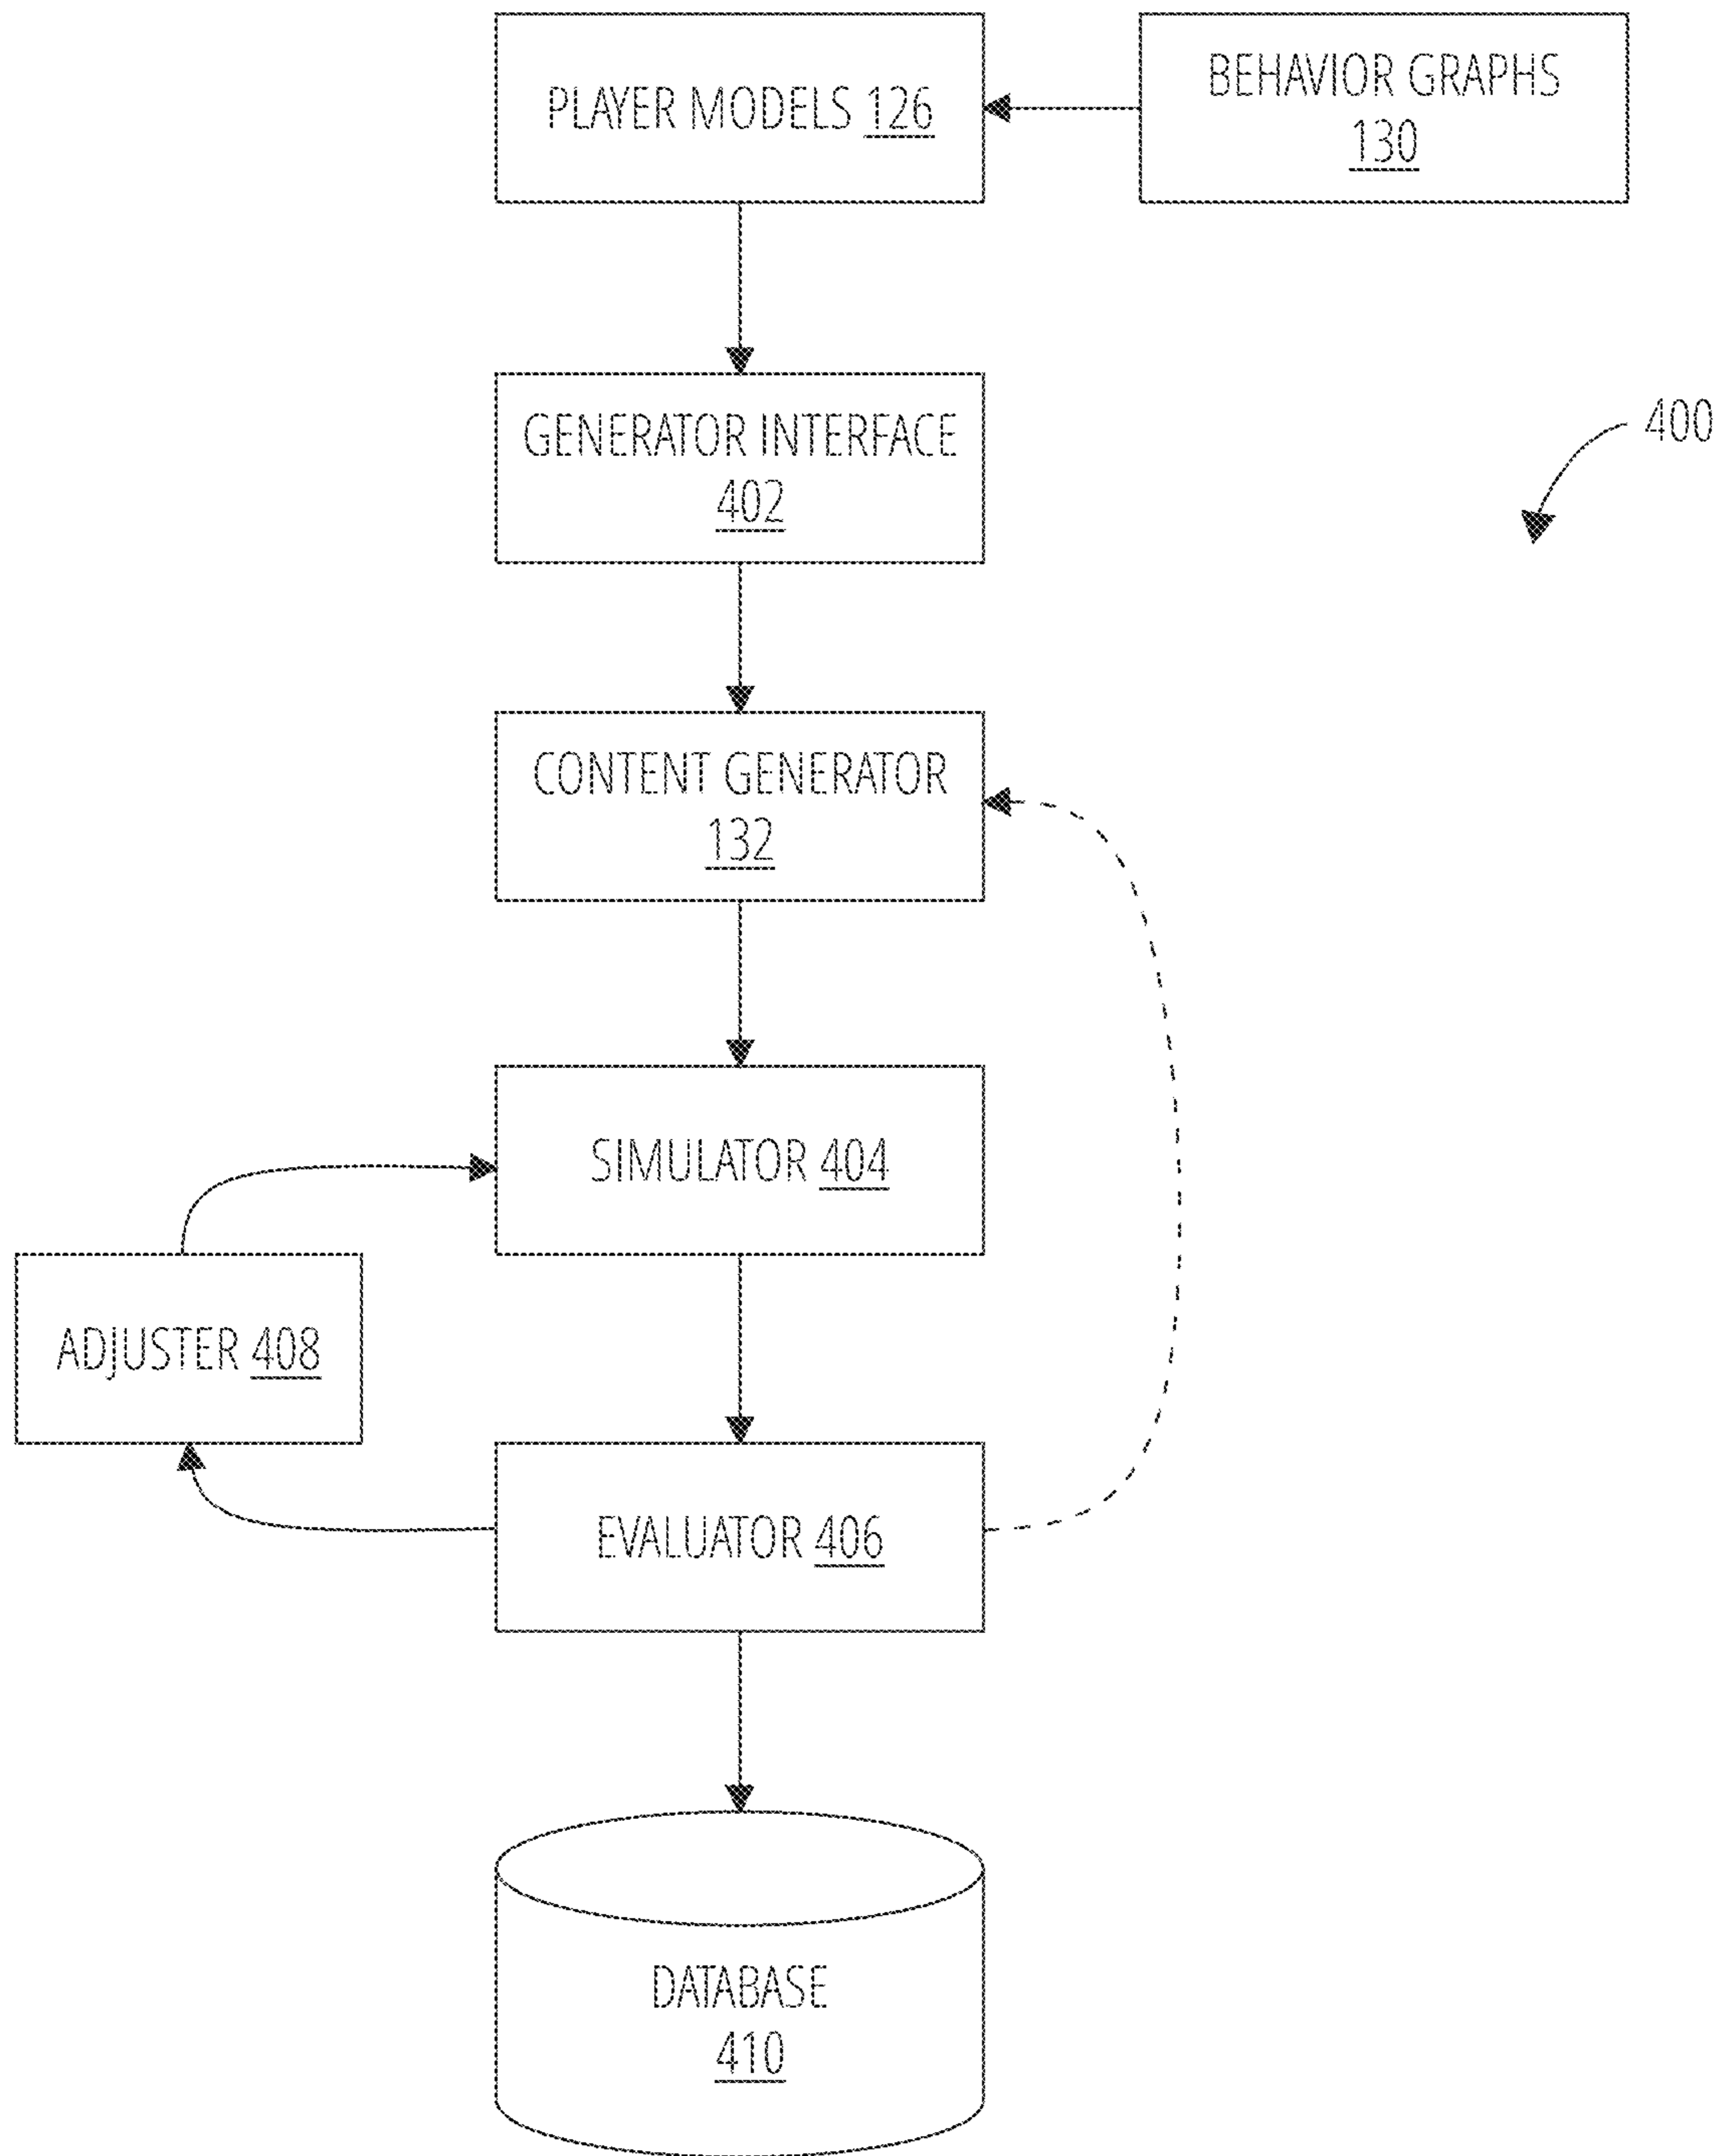 PLAYER MODELS 126
BEHAVIOR GRAPHS
130
GENERATOR INTERFACE
402
400
CONTENT GENERATOR
132
SIMULATOR 404
ADJUSTER 408
EVALUATOR 406
DATABASE
410